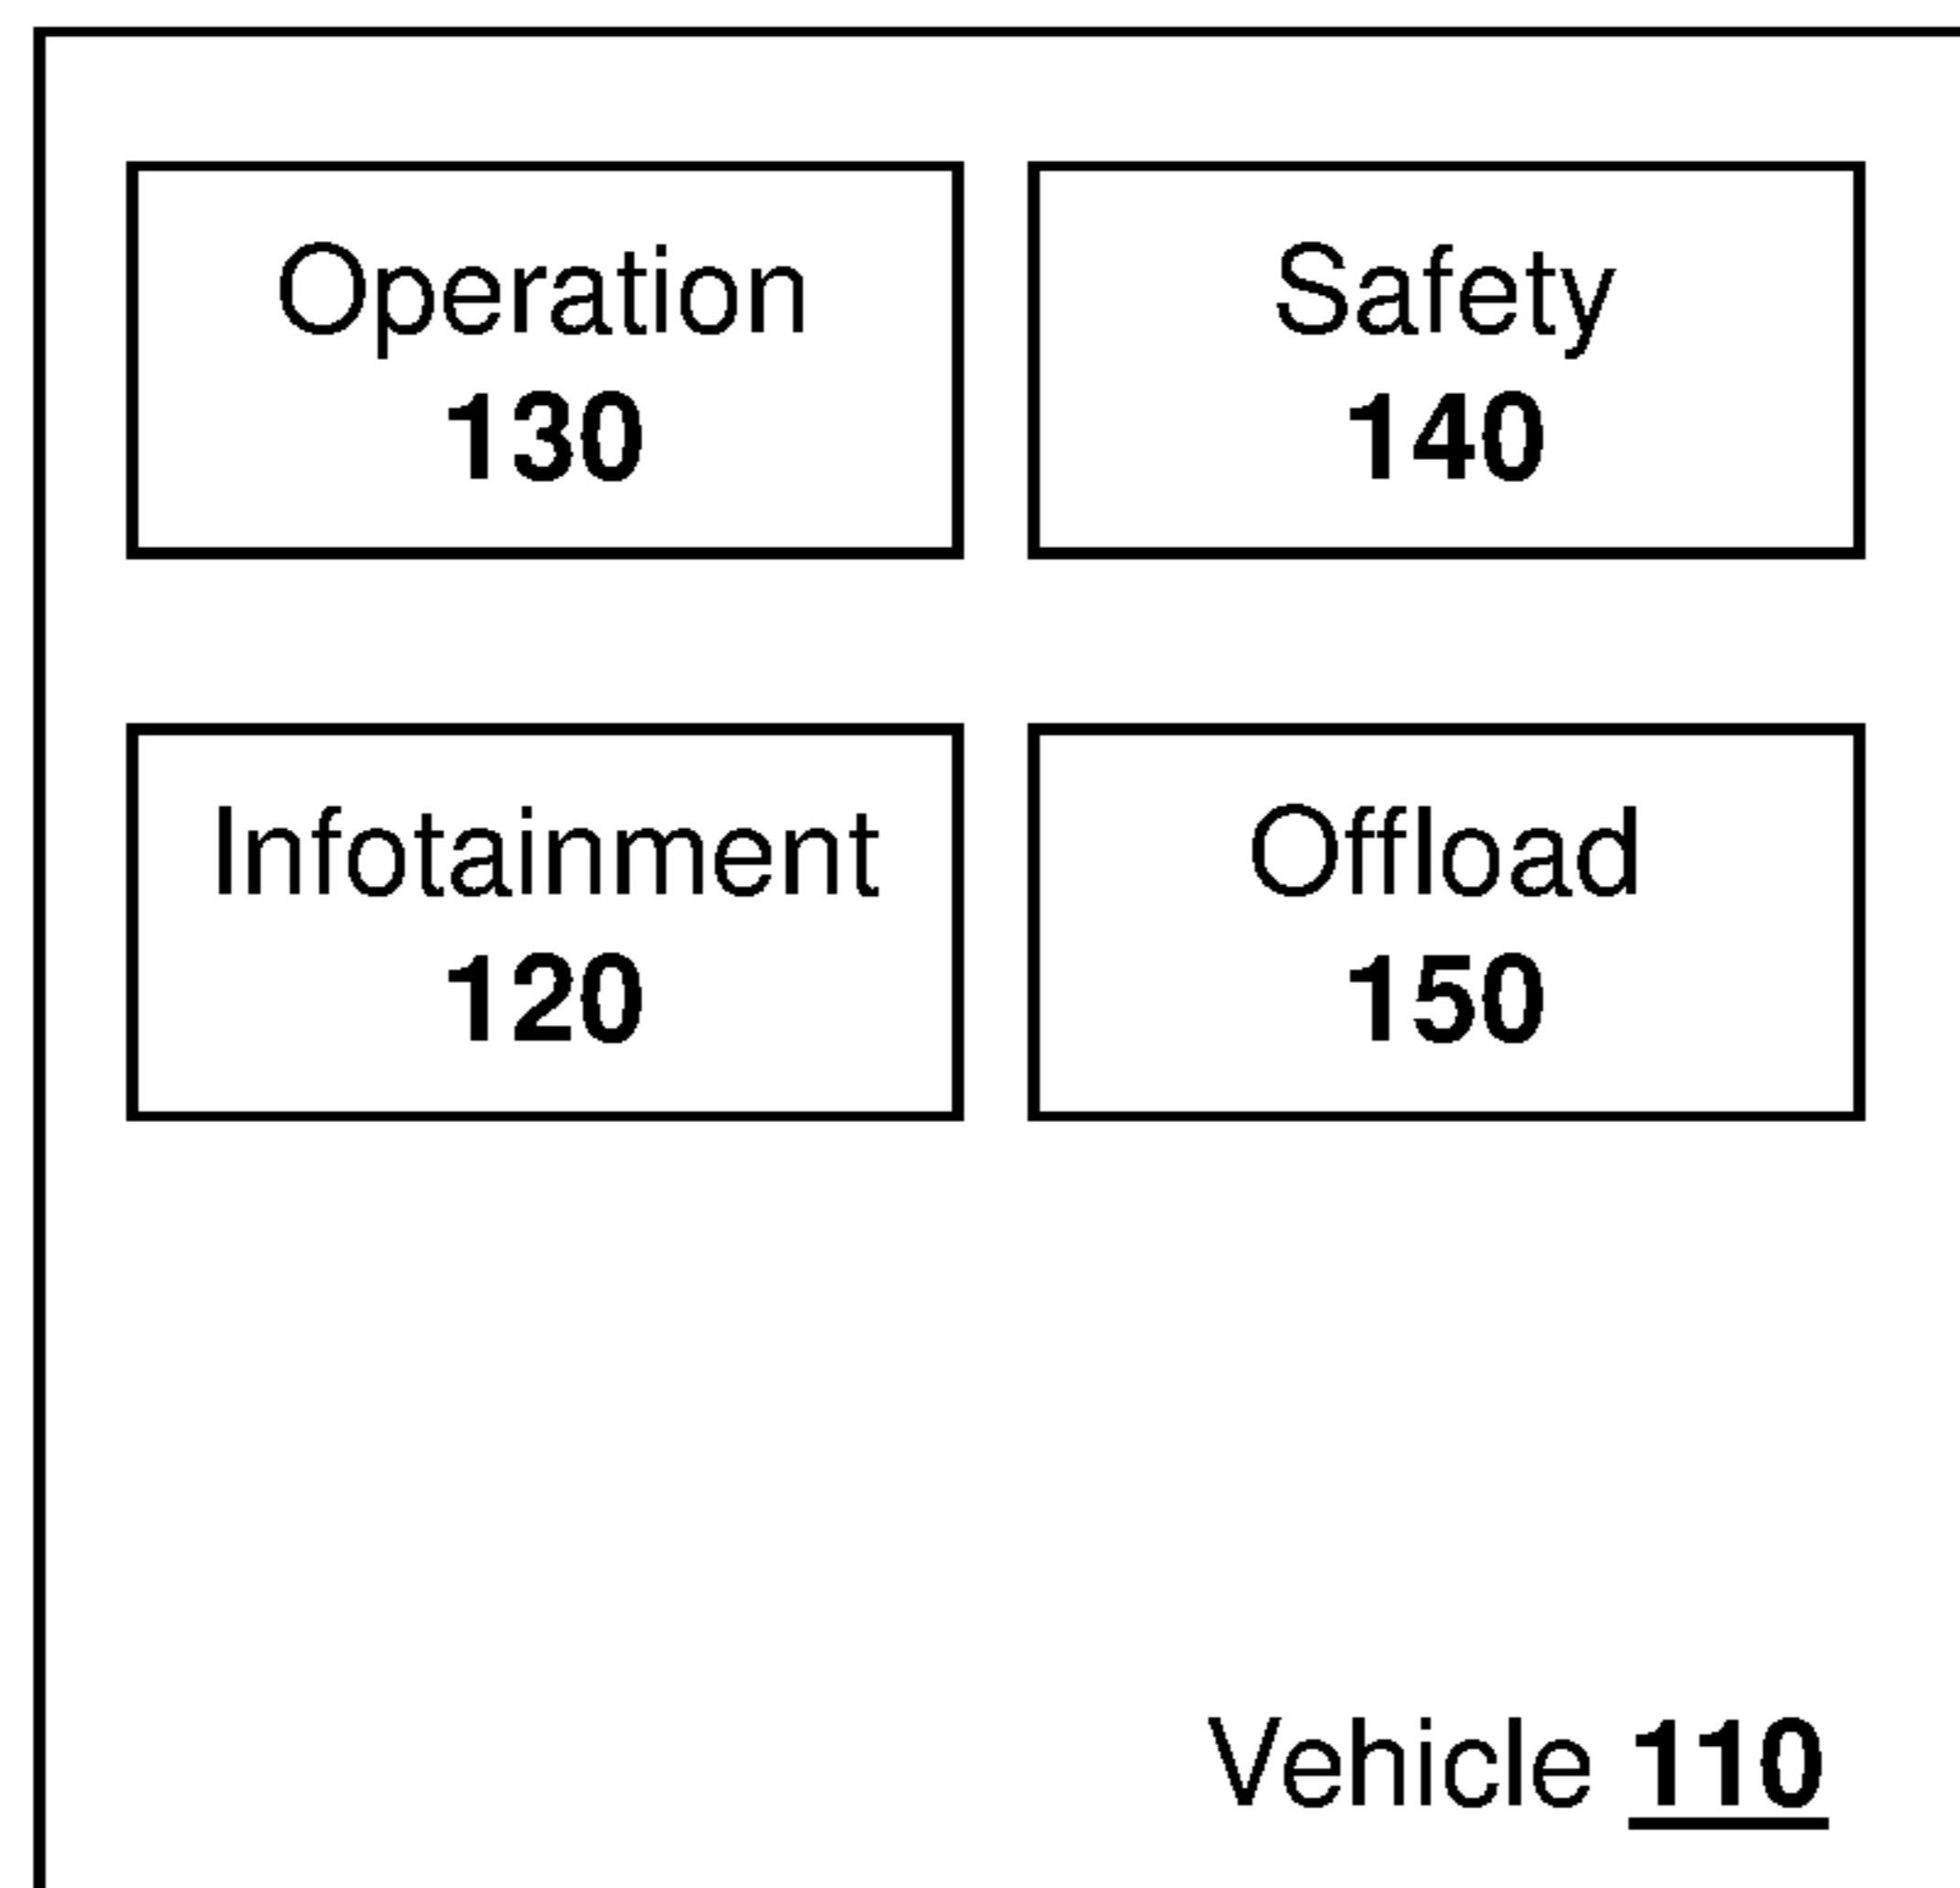 Operation
130
Safety
140
Infotainment
120
Offload
150
Vehicle 110